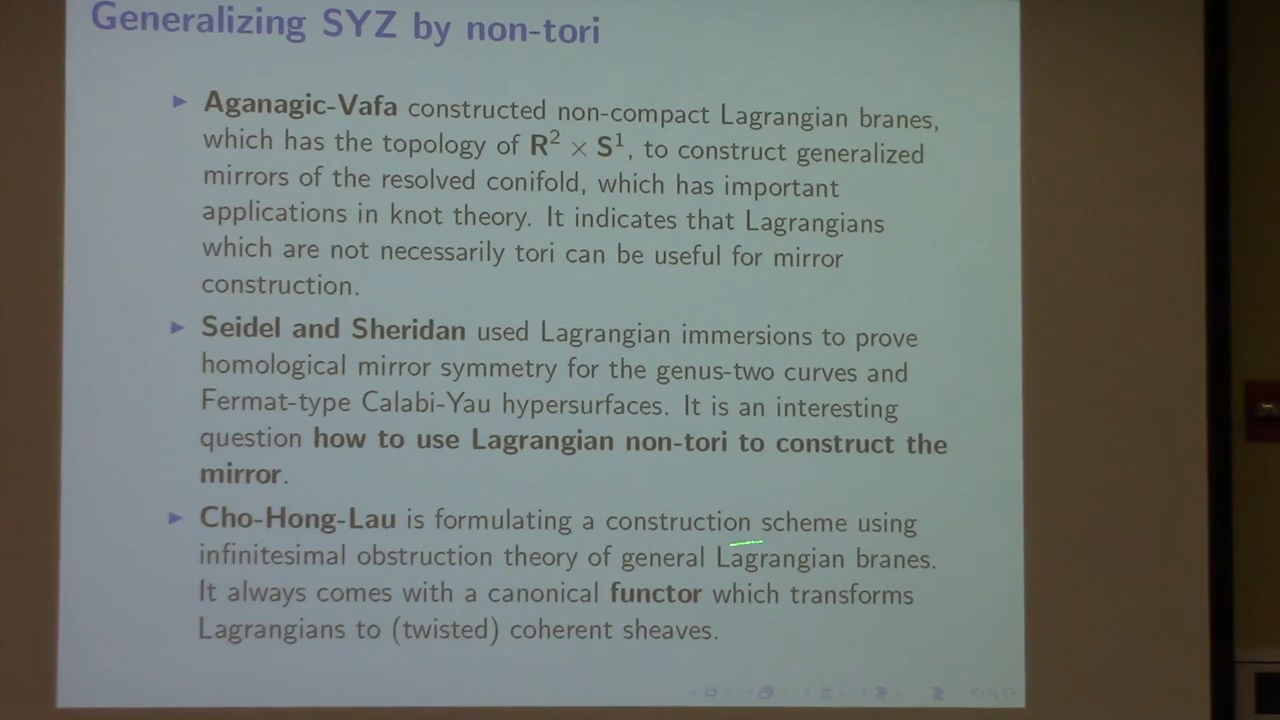 Generalizing SYZ by non-tori
▶ Aganagic-Vafa constructed non-compact Lagrangian branes,
which has the topology of R² × S¹, to construct generalized
mirrors of the resolved conifold, which has important
applications in knot theory. It indicates that Lagrangians
which are not necessarily tori can be useful for mirror
construction.
▶ Seidel and Sheridan used Lagrangian immersions to prove
homological mirror symmetry for the genus-two curves and
Fermat-type Calabi-Yau hypersurfaces. It is an interesting
question how to use Lagrangian non-tori to construct the
mirror.
▶ Cho-Hong-Lau is formulating a construction scheme using
infinitesimal obstruction theory of general Lagrangian branes.
It always comes with a canonical functor which transforms
Lagrangians to (twisted) coherent sheaves.